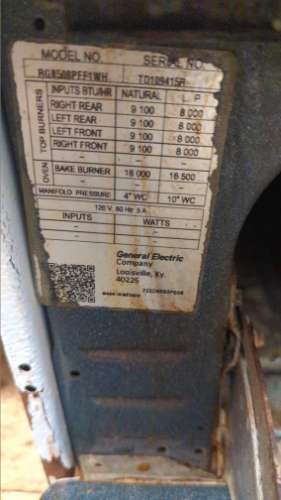 MODEL NO. SERIAL NO.
RGB508PEF1WH TD109415R
TOP BURNERS INPUTS BTU/HR NATURAL L.P.
RIGHT REAR 9 100 8 000
LEFT REAR 9 100 8 000
LEFT FRONT 9 100 8 000
RIGHT FRONT 9 100 8 000
– – –
OVEN BAKE BURNER 16 000 16 500
– – –
MANIFOLD PRESSURE 4" WC 10" WC
120 V. 60 Hz 5 A.
INPUTS WATTS
– –
– –
General Electric
Company
Louisville, Ky.
40225